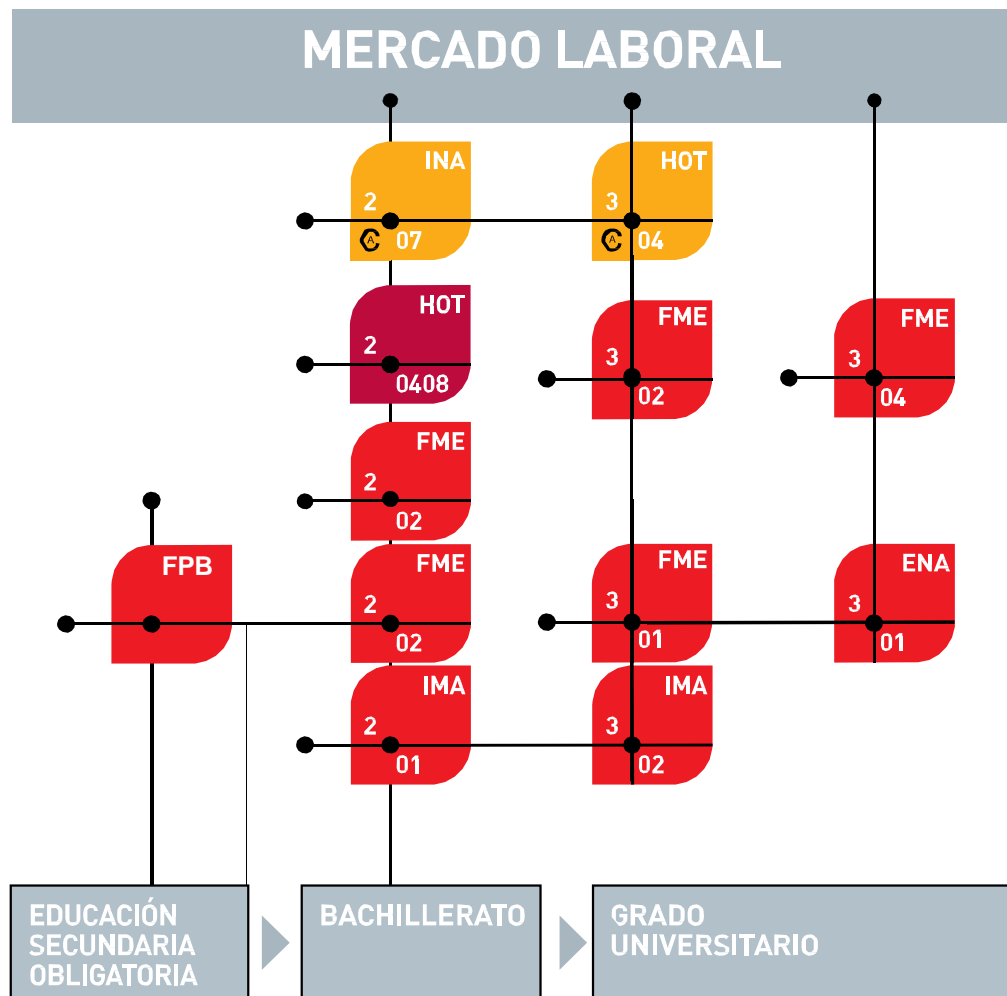 MERCADO LABORAL
INA
2
A
07
HOT
3
A
04
HOT
2
0408
FME
3
02
FME
3
04
FME
2
02
FPB
FME
2
02
FME
3
01
ENA
3
01
IMA
2
01
IMA
3
02
EDUCACIÓN
SECUNDARIA
OBLIGATORIA
BACHILLERATO
GRADO
UNIVERSITARIO